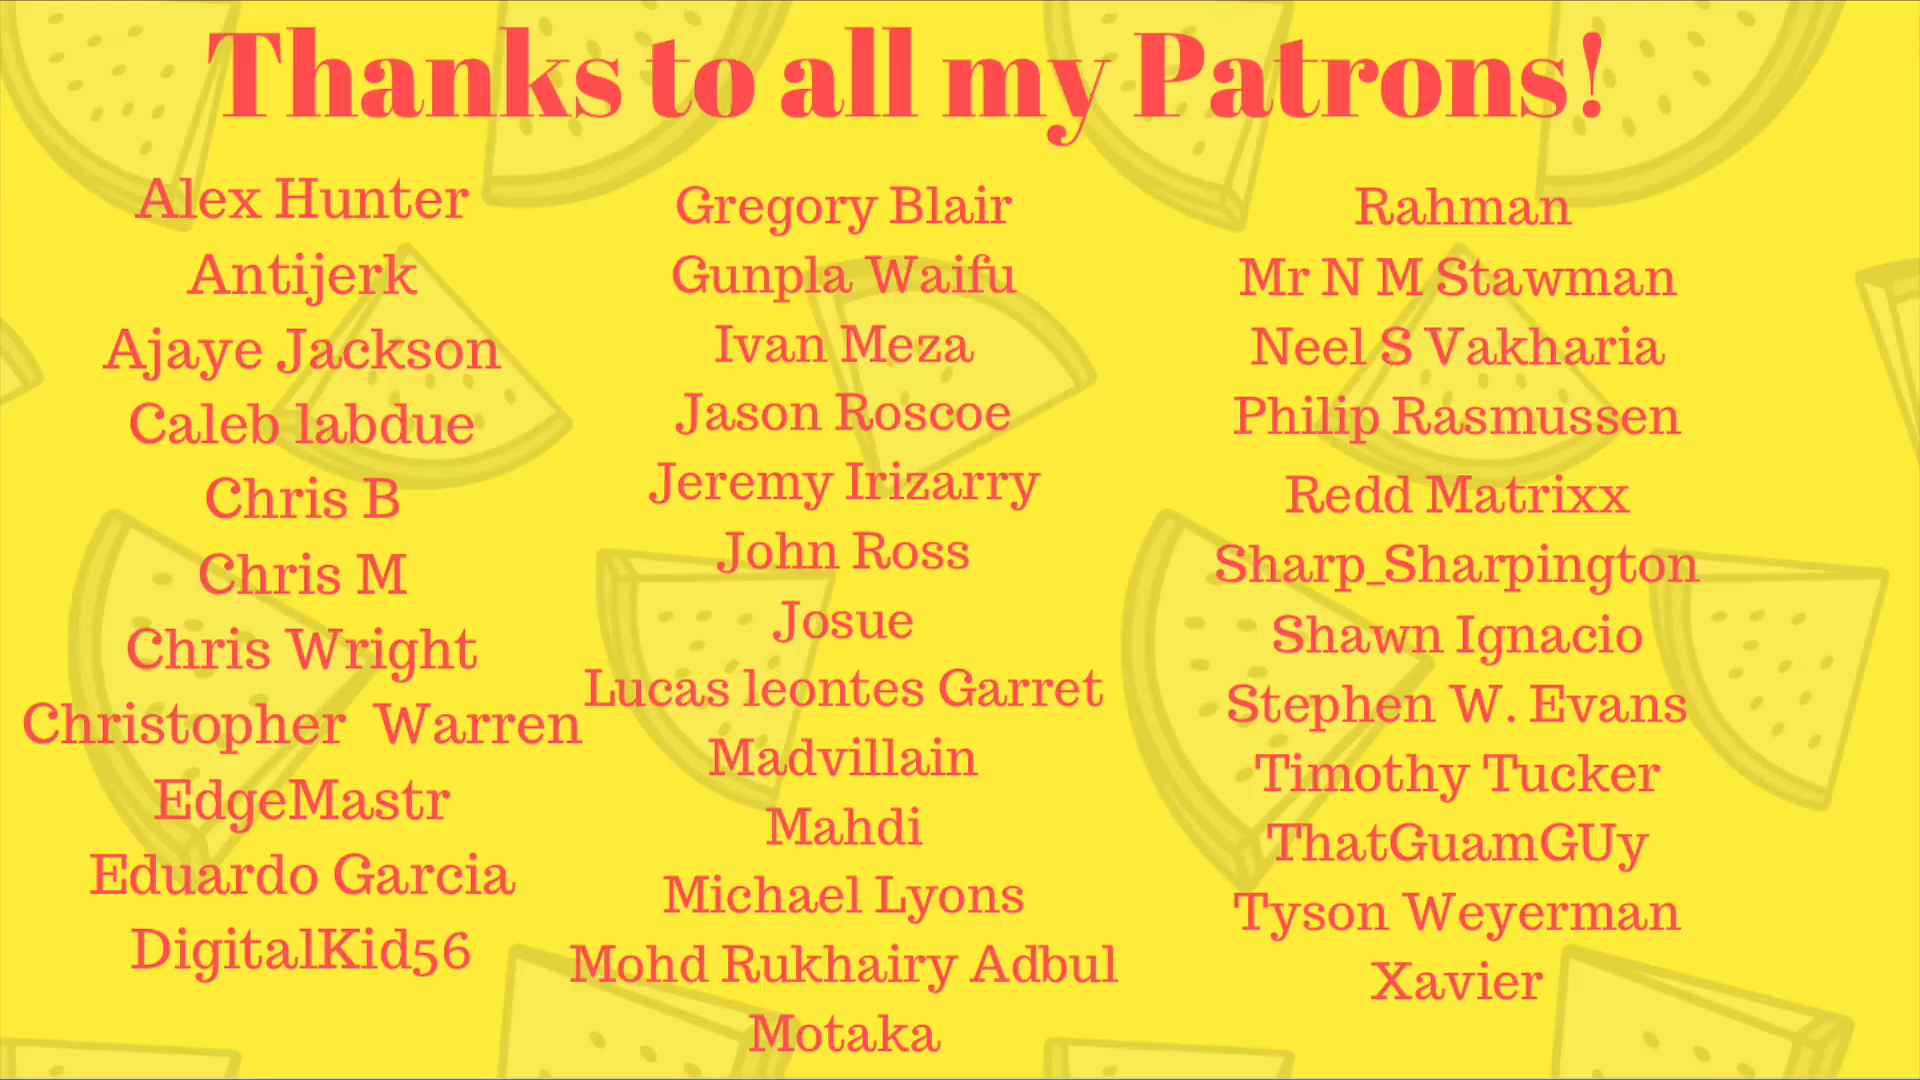 Thanks to all my Patrons!
Alex Hunter
Antijerk
Ajaye Jackson
Caleb labdue
Chris B
Chris M
Chris Wright
Christopher  Warren
EdgeMastr
Eduardo Garcia
DigitalKid56
Gregory Blair
Gunpla Waifu
Ivan Meza
Jason Roscoe
Jeremy Irizarry
John Ross
Josue
Lucas leontes Garret
Madvillain
Mahdi
Michael Lyons
Mohd Rukhairy Adbul
Motaka
Rahman
Mr N M Stawman
Neel S Vakharia
Philip Rasmussen
Redd Matrixx
Sharp_Sharpington
Shawn Ignacio
Stephen W. Evans
Timothy Tucker
ThatGuamGUy
Tyson Weyerman
Xavier